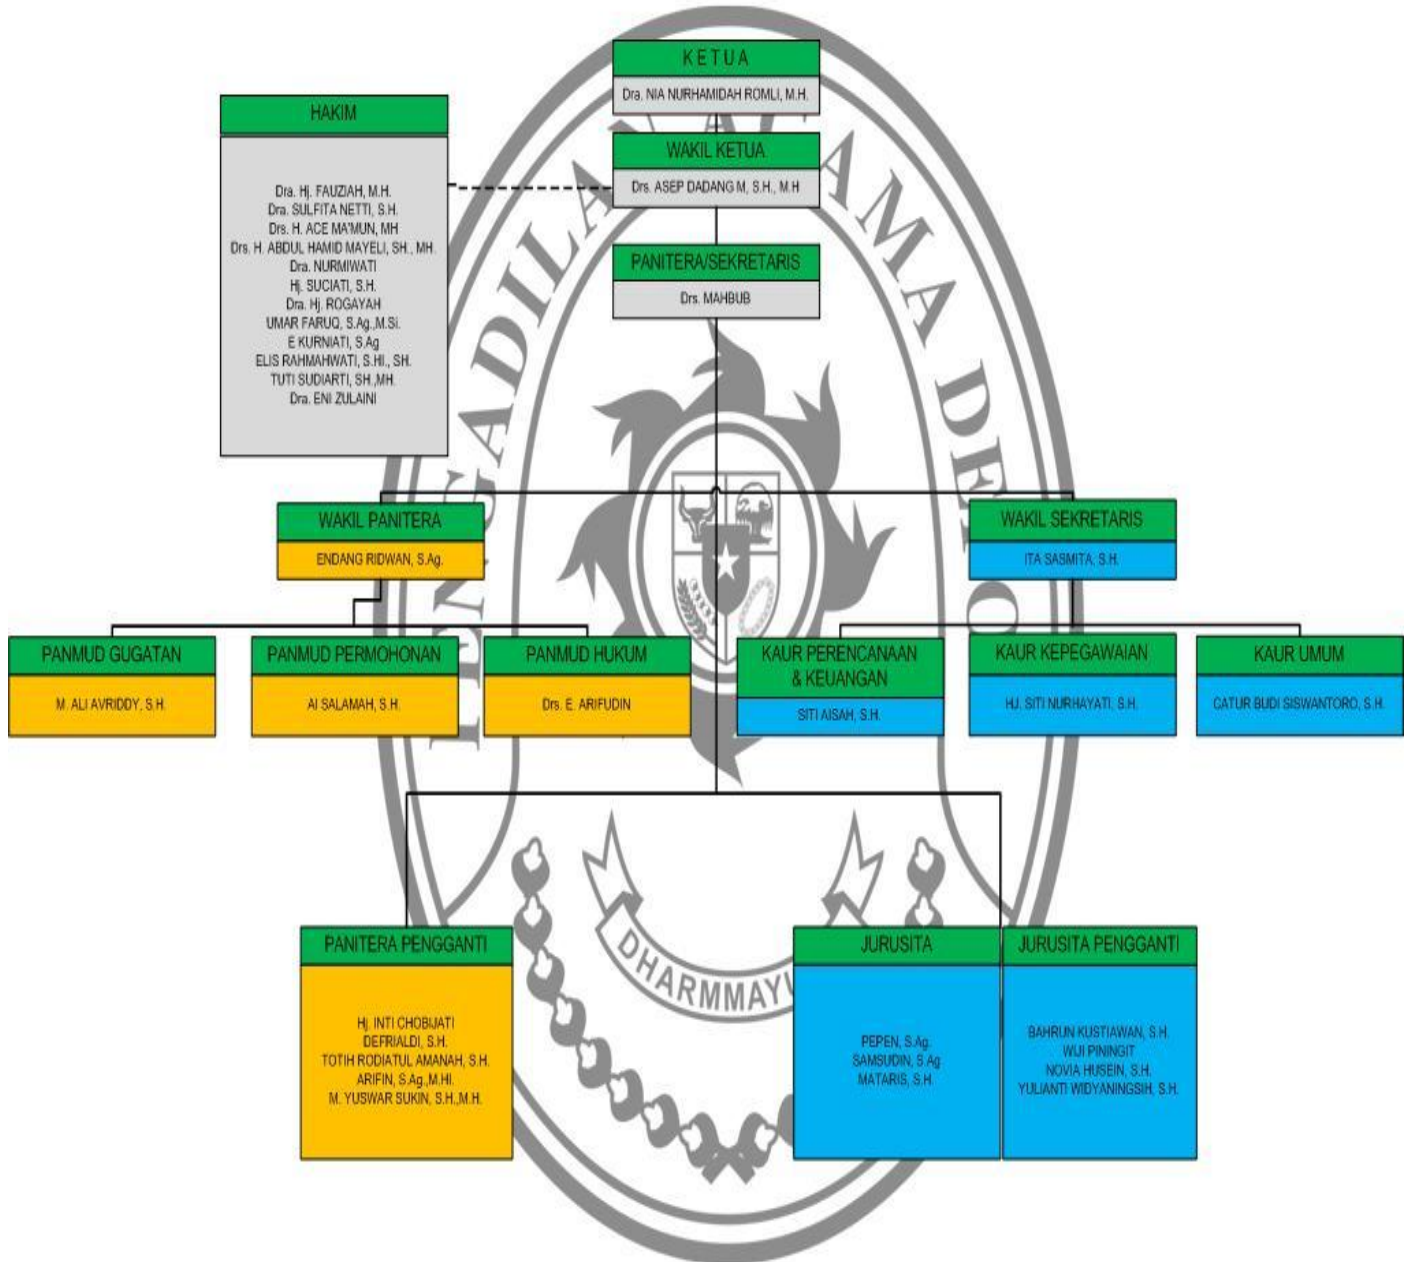 KETUA
Dra. NIA NURHAMIDAH ROMLI, M.H.
HAKIM
Dra. Hj. FAUZIAH, M.H.
Dra. SULFITA NETTI, S.H.
Drs. H. ACE MA'MUN, MH
Drs. H. ABDUL HAMID MAYELI, SH., MH.
Dra. NURMIWATI
Hj. SUCIATI, S.H.
Dra. Hj. ROGAYAH
UMAR FARUQ, S.Ag.,M.Si.
E KURNIATI, S.Ag
ELIS RAHMAHWATI, S.HI., SH.
TUTI SUDIARTI, SH.,MH.
Dra. ENI ZULAINI
WAKIL KETUA
Drs. ASEP DADANG M, S.H., M.H
PANITERA/SEKRETARIS
Drs. MAHBUB
WAKIL PANITERA
ENDANG RIDWAN, S.Ag.
WAKIL SEKRETARIS
ITA SASMITA, S.H.
PANMUD GUGATAN
M. ALI AVRIDDY, S.H.
PANMUD PERMOHONAN
AI SALAMAH, S.H.
PANMUD HUKUM
Drs. E. ARIFUDIN
KAUR PERENCANAAN
& KEUANGAN
SITI AISAH, S.H.
KAUR KEPEGAWAIAN
HJ. SITI NURHAYATI, S.H.
KAUR UMUM
CATUR BUDI SISWANTORO, S.H.
PANITERA PENGGANTI
Hj. INTI CHOBIJATI
DEFRIALDI, S.H.
TOTIH RODIATUL AMANAH, S.H.
ARIFIN, S.Ag.,M.HI.
M. YUSWAR SUKIN, S.H.,M.H.
JURUSITA
PEPEN, S.Ag.
SAMSUDIN, S.Ag
MATARIS, S.H.
JURUSITA PENGGANTI
BAHRUN KUSTIAWAN, S.H.
WIJI PININGIT
NOVIA HUSEIN, S.H.
YULIANTI WIDYANINGSIH, S.H.